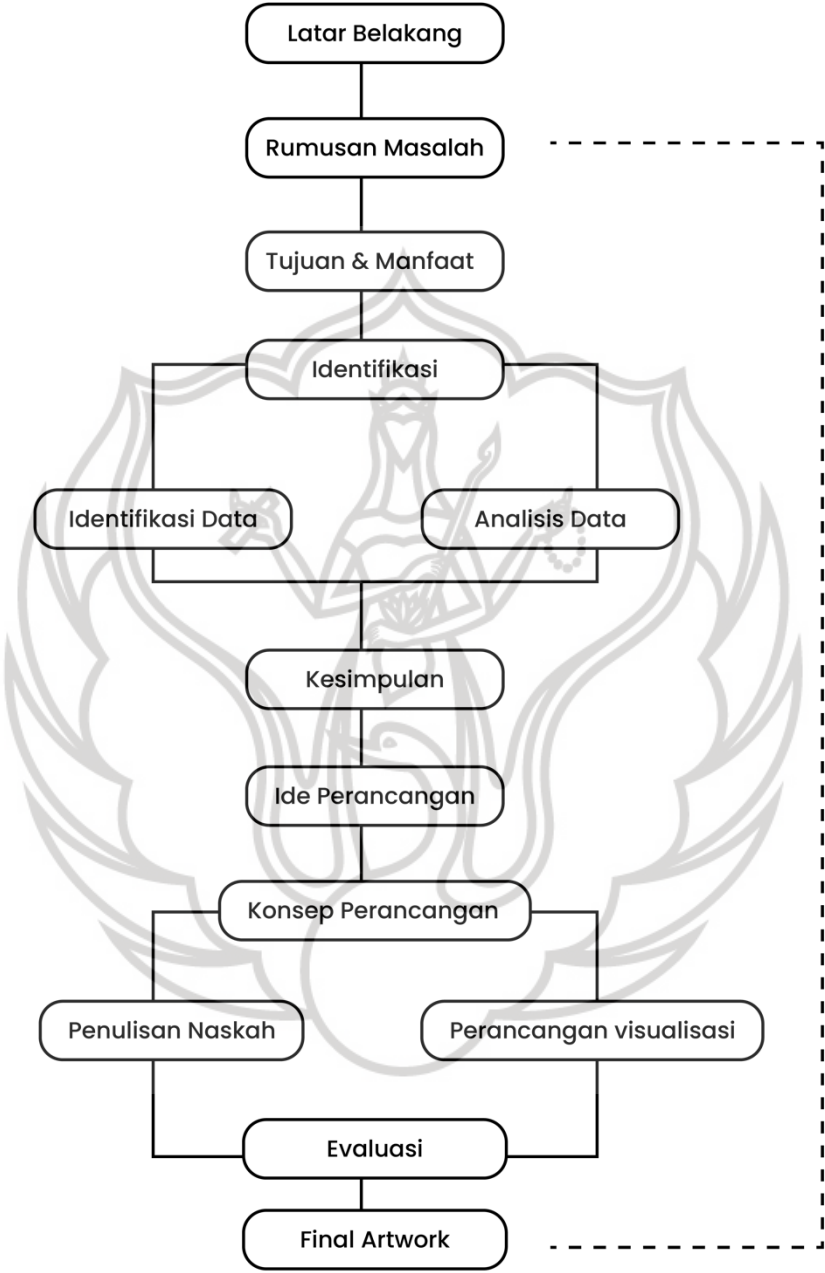 Latar Belakang
Rumusan Masalah
Tujuan & Manfaat
Identifikasi
Identifikasi Data
Analisis Data
Kesimpulan
Ide Perancangan
Konsep Perancangan
Penulisan Naskah
Perancangan visualisasi
Evaluasi
Final Artwork